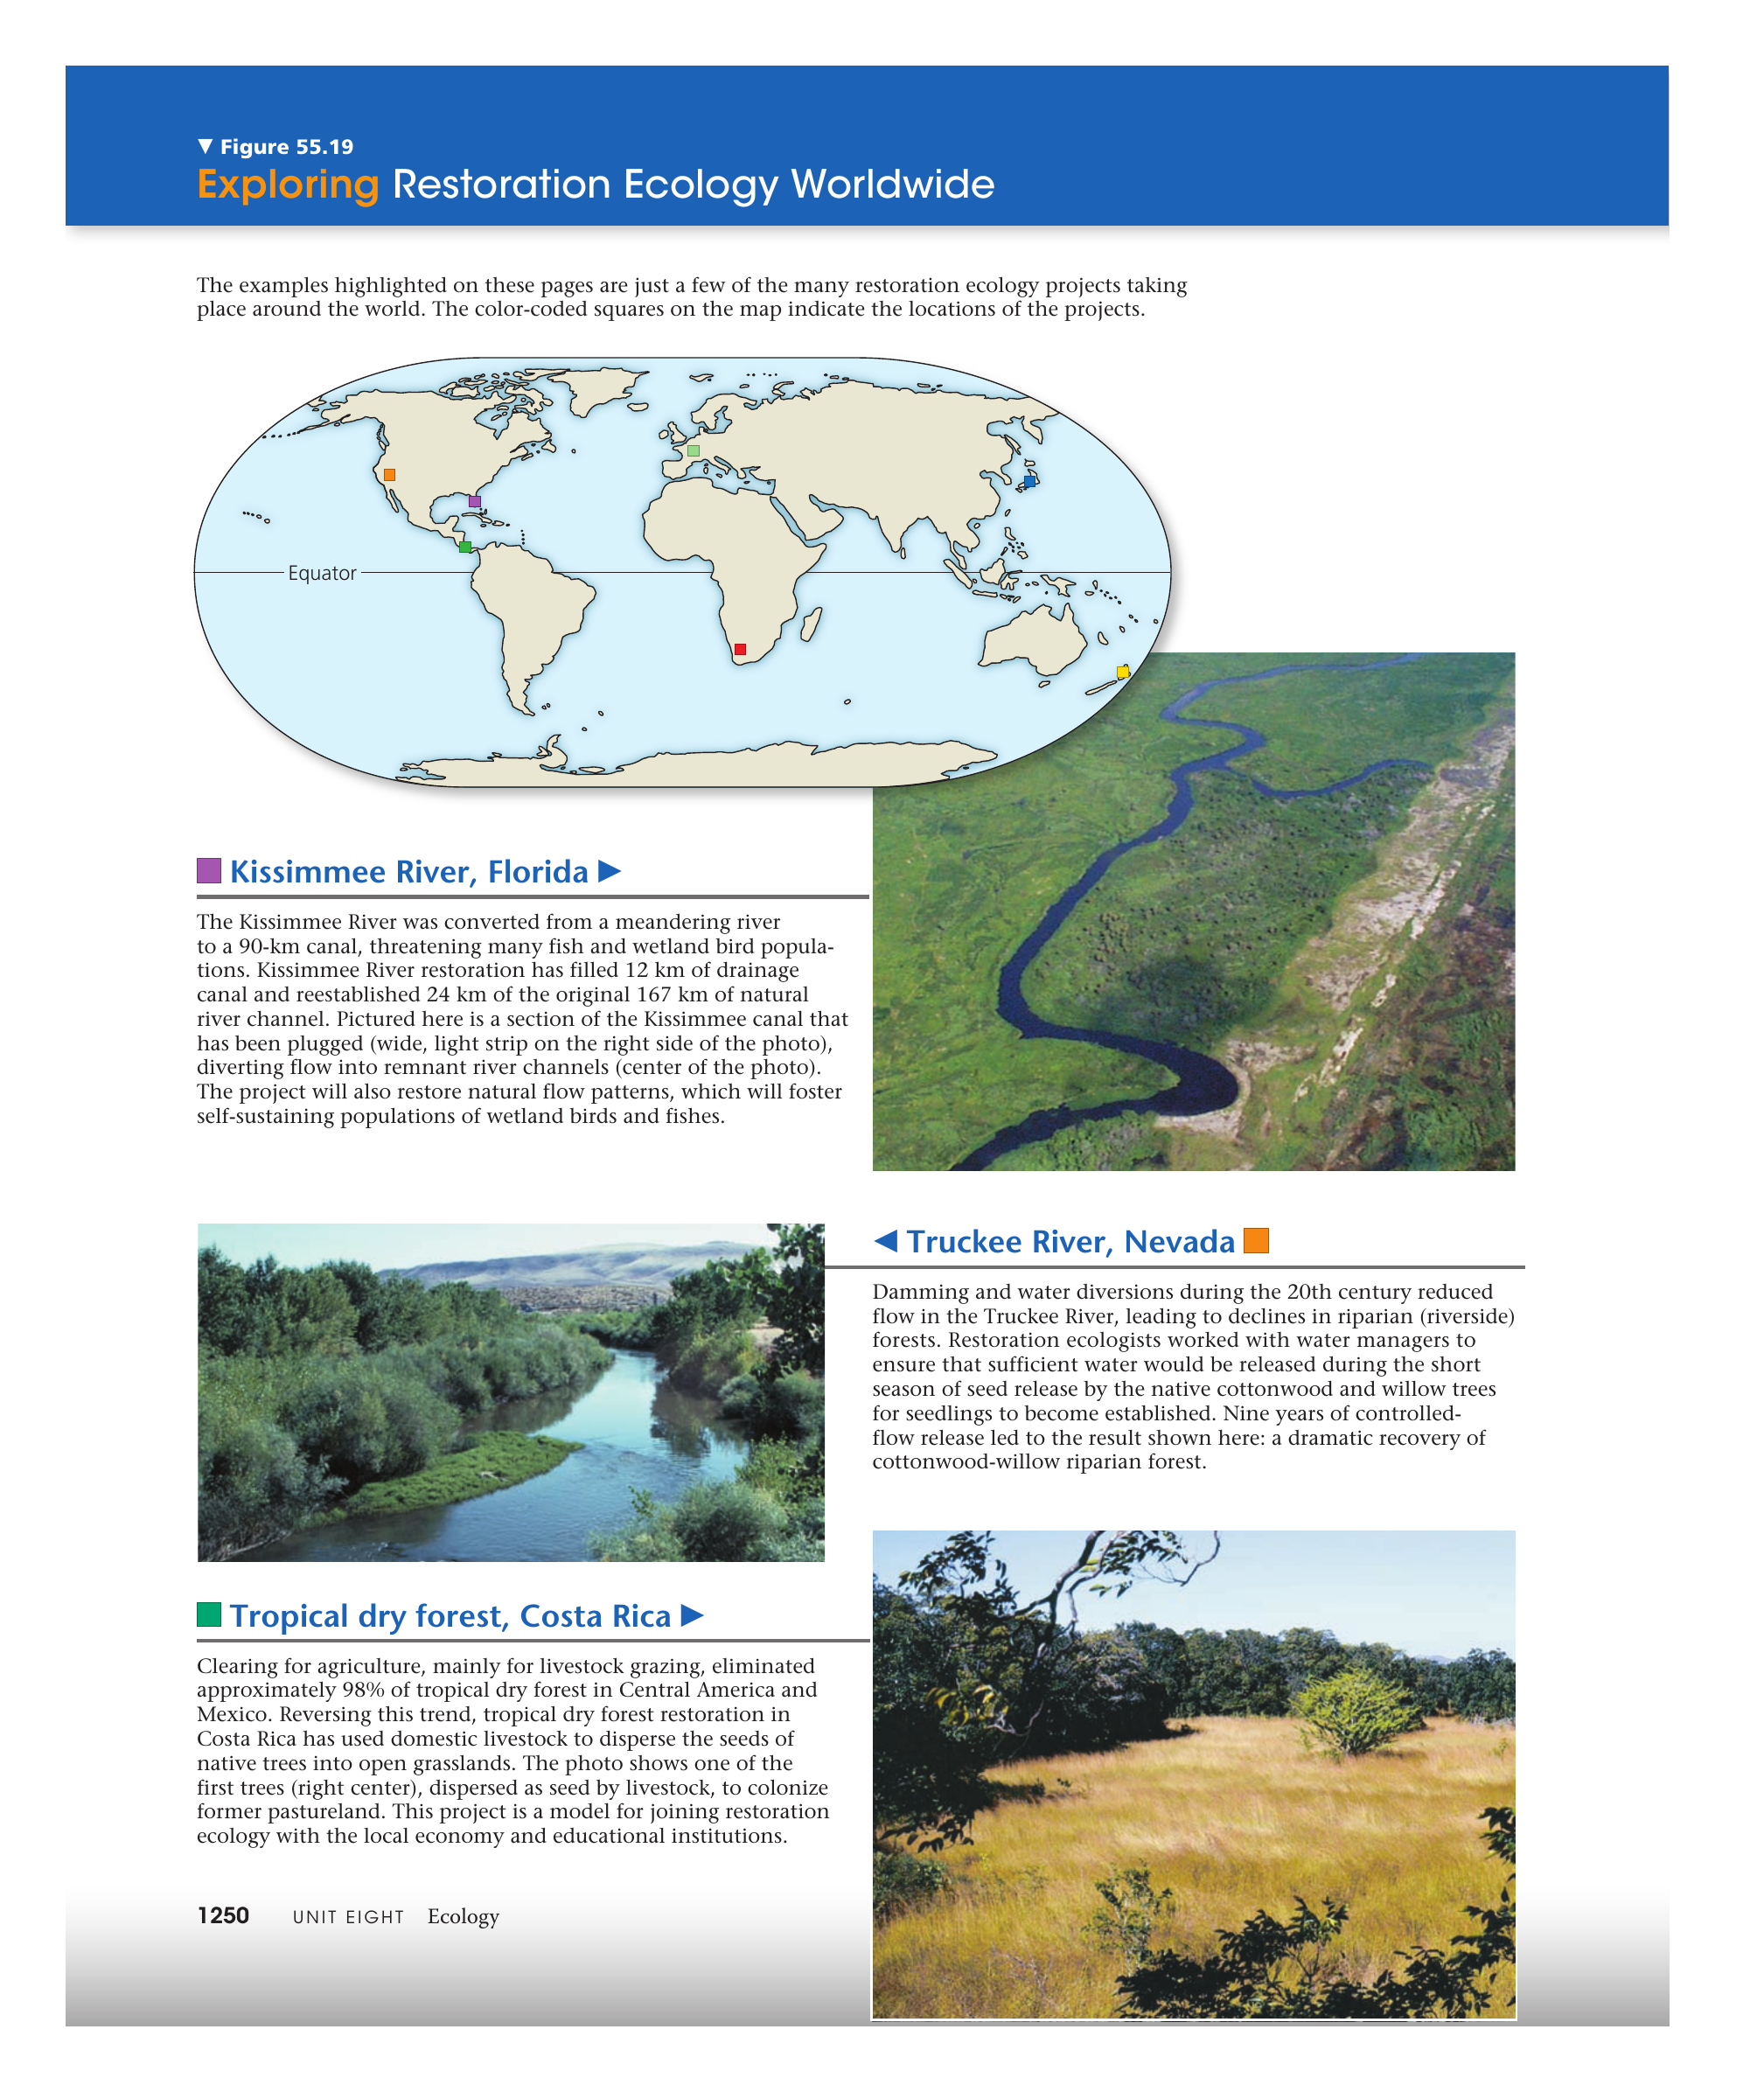 ▼ Figure 55.19
Exploring Restoration Ecology Worldwide
The examples highlighted on these pages are just a few of the many restoration ecology projects taking
place around the world. The color-coded squares on the map indicate the locations of the projects.
Equator
Kissimmee River, Florida ▶
The Kissimmee River was converted from a meandering river
to a 90-km canal, threatening many fish and wetland bird popula-
tions. Kissimmee River restoration has filled 12 km of drainage
canal and reestablished 24 km of the original 167 km of natural
river channel. Pictured here is a section of the Kissimmee canal that
has been plugged (wide, light strip on the right side of the photo),
diverting flow into remnant river channels (center of the photo).
The project will also restore natural flow patterns, which will foster
self-sustaining populations of wetland birds and fishes.
◀ Truckee River, Nevada
Damming and water diversions during the 20th century reduced
flow in the Truckee River, leading to declines in riparian (riverside)
forests. Restoration ecologists worked with water managers to
ensure that sufficient water would be released during the short
season of seed release by the native cottonwood and willow trees
for seedlings to become established. Nine years of controlled-
flow release led to the result shown here: a dramatic recovery of
cottonwood-willow riparian forest.
Tropical dry forest, Costa Rica ▶
Clearing for agriculture, mainly for livestock grazing, eliminated
approximately 98% of tropical dry forest in Central America and
Mexico. Reversing this trend, tropical dry forest restoration in
Costa Rica has used domestic livestock to disperse the seeds of
native trees into open grasslands. The photo shows one of the
first trees (right center), dispersed as seed by livestock, to colonize
former pastureland. This project is a model for joining restoration
ecology with the local economy and educational institutions.
1250 UNIT EIGHT Ecology